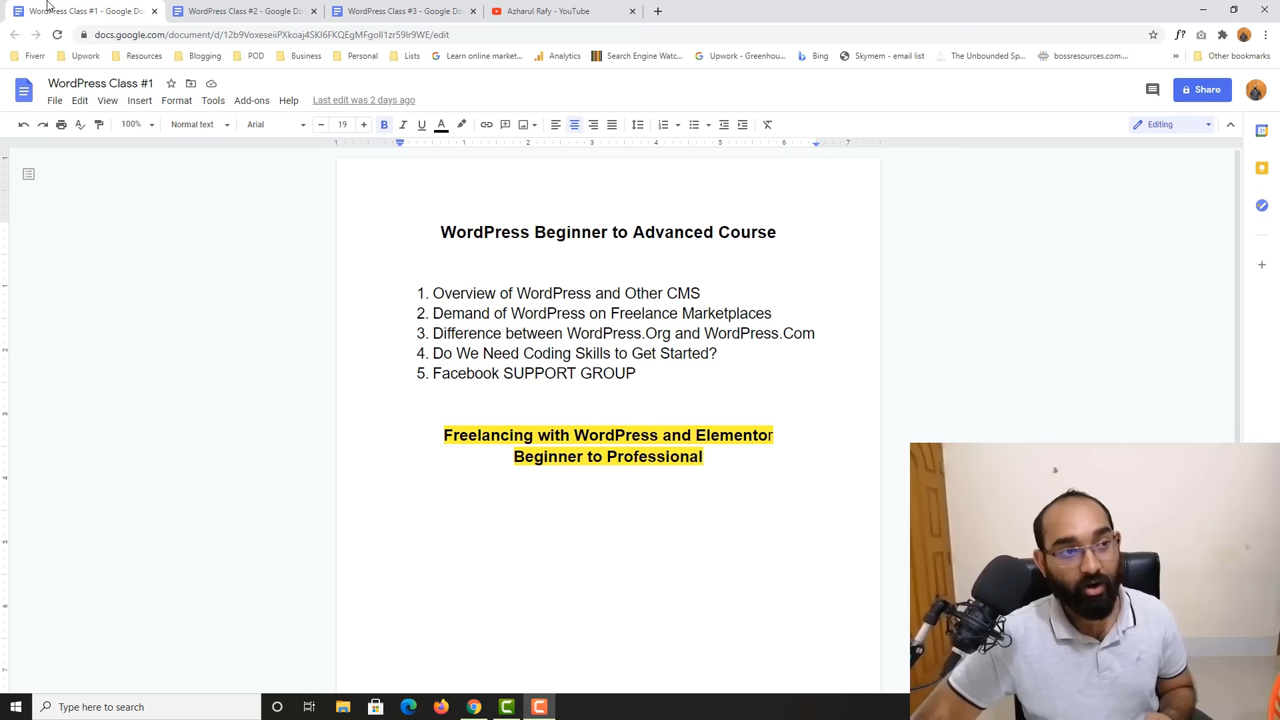 WordPress Class #1 - Google Do
WordPress Class #2 - Google Do
WordPress Class #3 - Google Do
Azharul Rafy - YouTube
docs.google.com/document/d/12b9VoxeseiiPXkoaj4SKI6FKQEgMFgoll1zr59Ir9WE/edit
Fiverr
Upwork
Resources
Blogging
POD
Business
Personal
Lists
Learn online market...
Analytics
Search Engine Watc...
Upwork - Greenhou...
Bing
Skymem - email list
The Unbounded Sp...
bossresources.com...
Other bookmarks
WordPress Class #1
File Edit View Insert Format Tools Add-ons Help Last edit was 2 days ago
Share
100% Normal text Arial 19 B I U A
Editing
WordPress Beginner to Advanced Course
1. Overview of WordPress and Other CMS
2. Demand of WordPress on Freelance Marketplaces
3. Difference between WordPress.Org and WordPress.Com
4. Do We Need Coding Skills to Get Started?
5. Facebook SUPPORT GROUP
Freelancing with WordPress and Elementor
Beginner to Professional
Type here to search